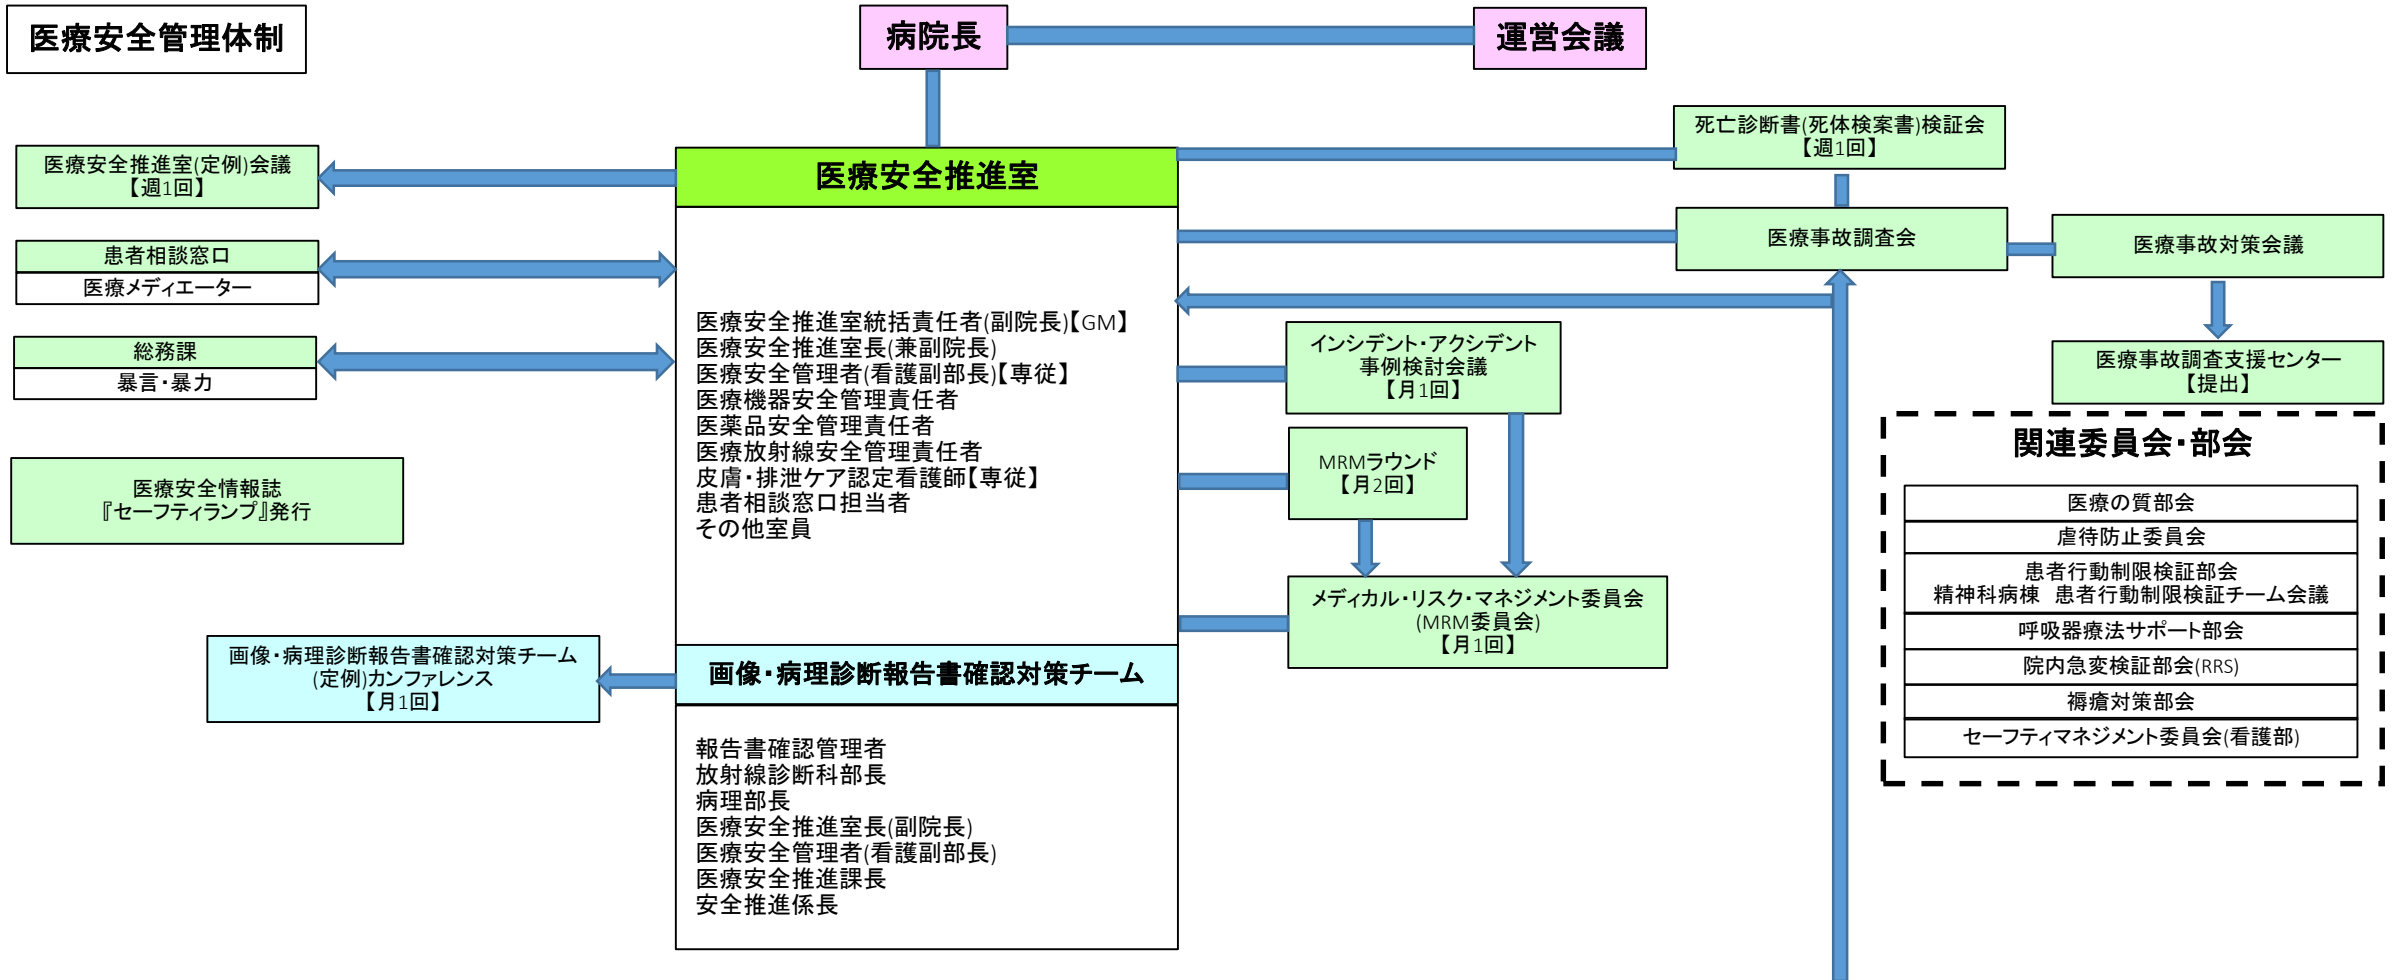 医療安全管理体制
病院長
運営会議
死亡診断書(死体検案書)検証会
【週1回】
医療安全推進室(定例)会議
【週1回】
医療安全推進室
医療事故調査会
医療事故対策会議
患者相談窓口
医療メディエーター
医療安全推進室統括責任者(副院長)【GM】
医療安全推進室長(兼副院長)
医療安全管理者(看護副部長)【専従】
医療機器安全管理責任者
医薬品安全管理責任者
医療放射線安全管理責任者
皮膚・排泄ケア認定看護師【専従】
患者相談窓口担当者
その他室員
総務課
暴言・暴力
インシデント・アクシデント
事例検討会議
【月1回】
医療事故調査支援センター
【提出】
MRMラウンド
【月2回】
医療安全情報誌
『セーフティランプ』発行
メディカル・リスク・マネジメント委員会
(MRM委員会)
【月1回】
関連委員会・部会
医療の質部会
虐待防止委員会
患者行動制限検証部会
精神科病棟　患者行動制限検証チーム会議
呼吸器療法サポート部会
院内急変検証部会(RRS)
褥瘡対策部会
セーフティマネジメント委員会(看護部)
画像・病理診断報告書確認対策チーム
(定例)カンファレンス
【月1回】
画像・病理診断報告書確認対策チーム
報告書確認管理者
放射線診断科部長
病理部長
医療安全推進室長(副院長)
医療安全管理者(看護副部長)
医療安全推進課長
安全推進係長